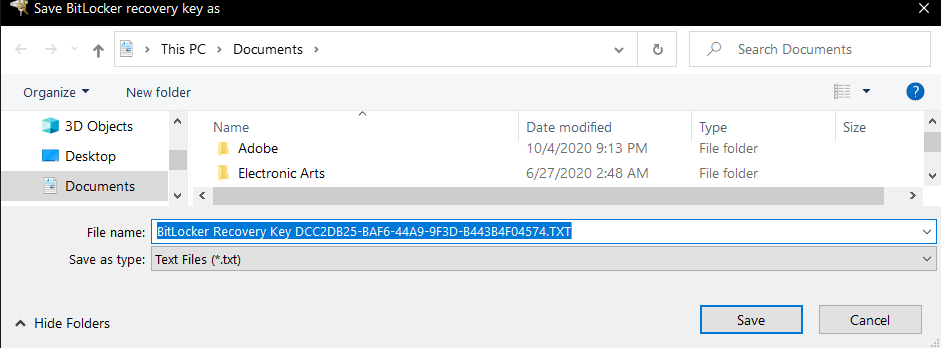 Save BitLocker recovery key as
This PC Documents
Search Documents
Organize New folder
3D Objects
Desktop
Documents
Name Date modified Type Size
Adobe 10/4/2020 9:13 PM File folder
Electronic Arts 6/27/2020 2:48 AM File folder
File name: BitLocker Recovery Key DCC2DB25-BAF6-44A9-9F3D-B443B4F04574.TXT
Save as type: Text Files (*.txt)
Hide Folders Save Cancel